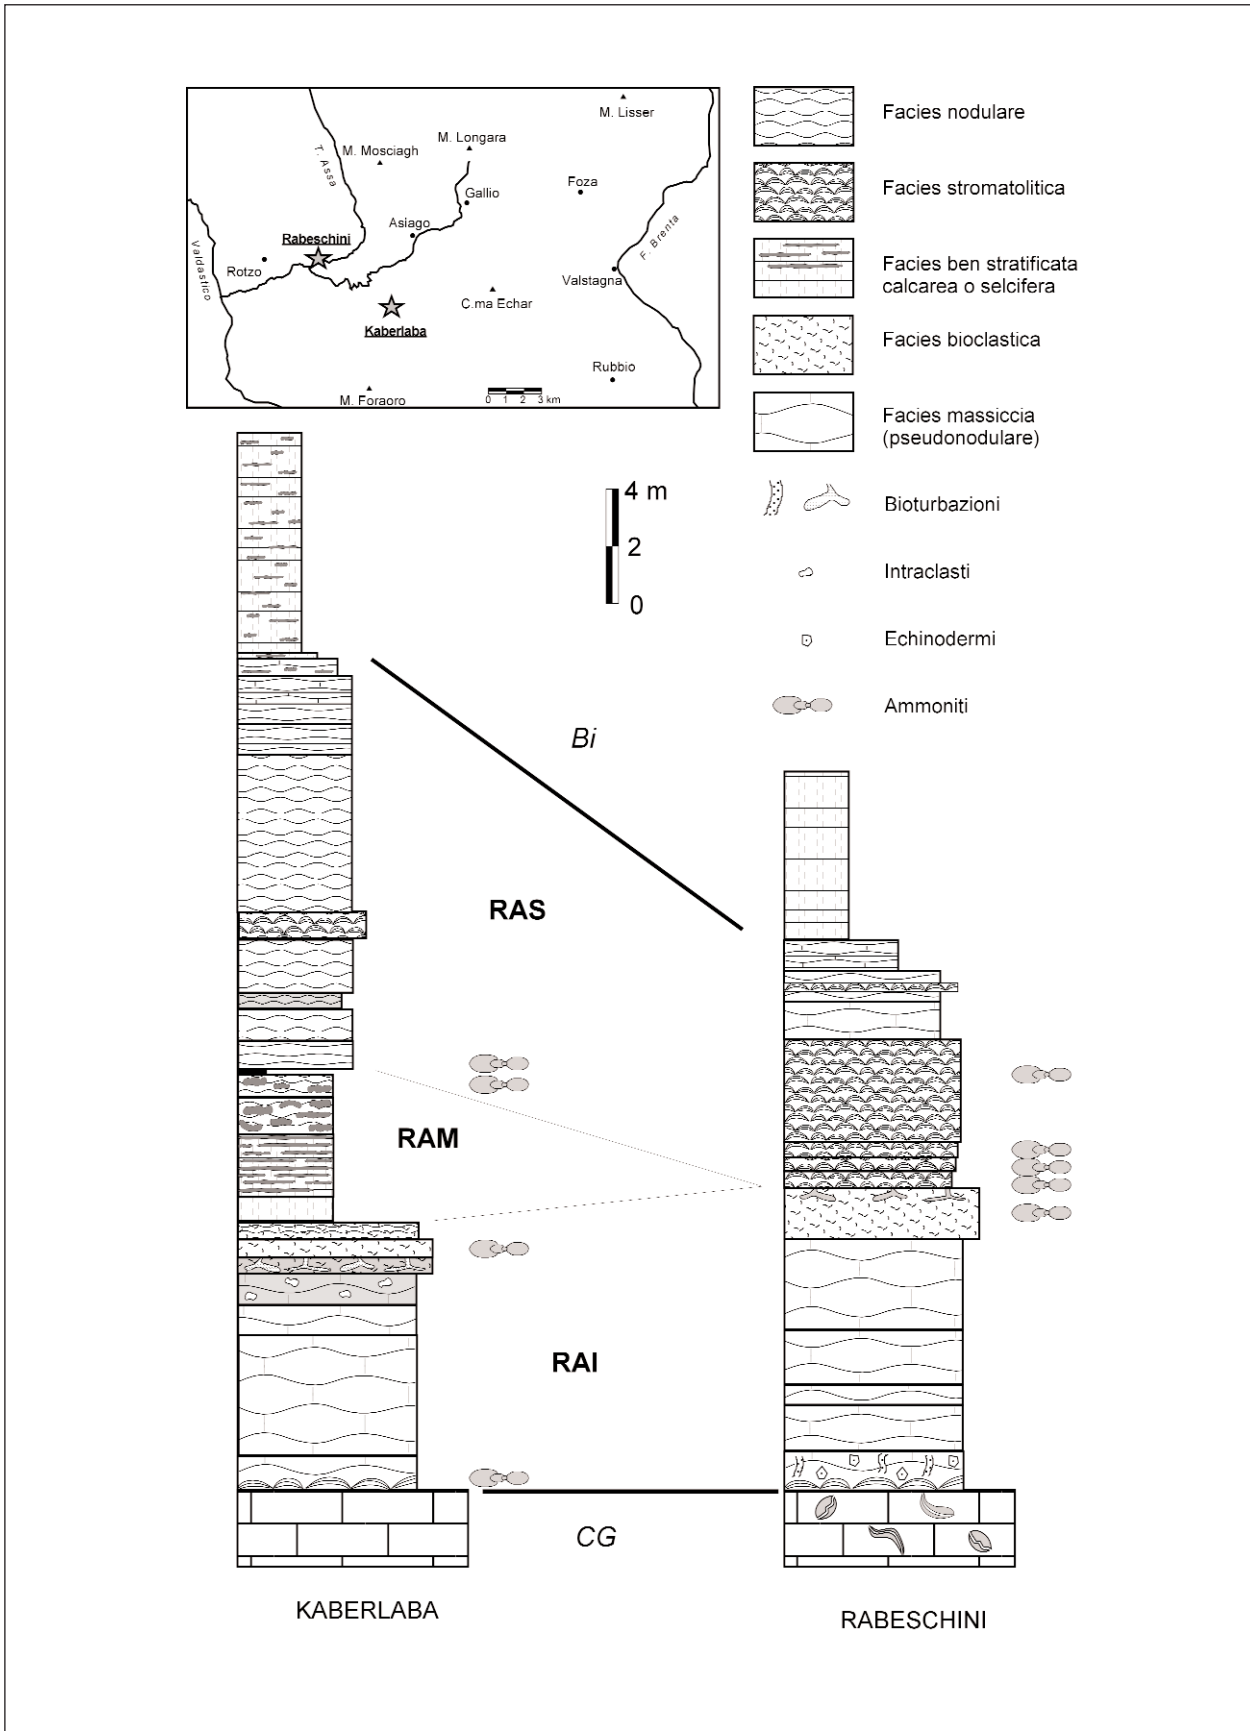 M. Lisser
M. Longara
M. Mosciagh
T. Assa
Foza
Gallio
Asiago
F. Brenta
Rabeschini
Rotzo
Valdastico
Valstagna
C.ma Echar
Kaberlaba
Rubbio
M. Foraoro
0 1 2 3 km
Facies nodulare
Facies stromatolitica
Facies ben stratificata
calcarea o selcifera
Facies bioclastica
Facies massiccia
(pseudonodulare)
Bioturbazioni
Intraclasti
Echinodermi
Ammoniti
4 m
2
0
Bi
RAS
RAM
RAI
CG
KABERLABA
RABESCHINI